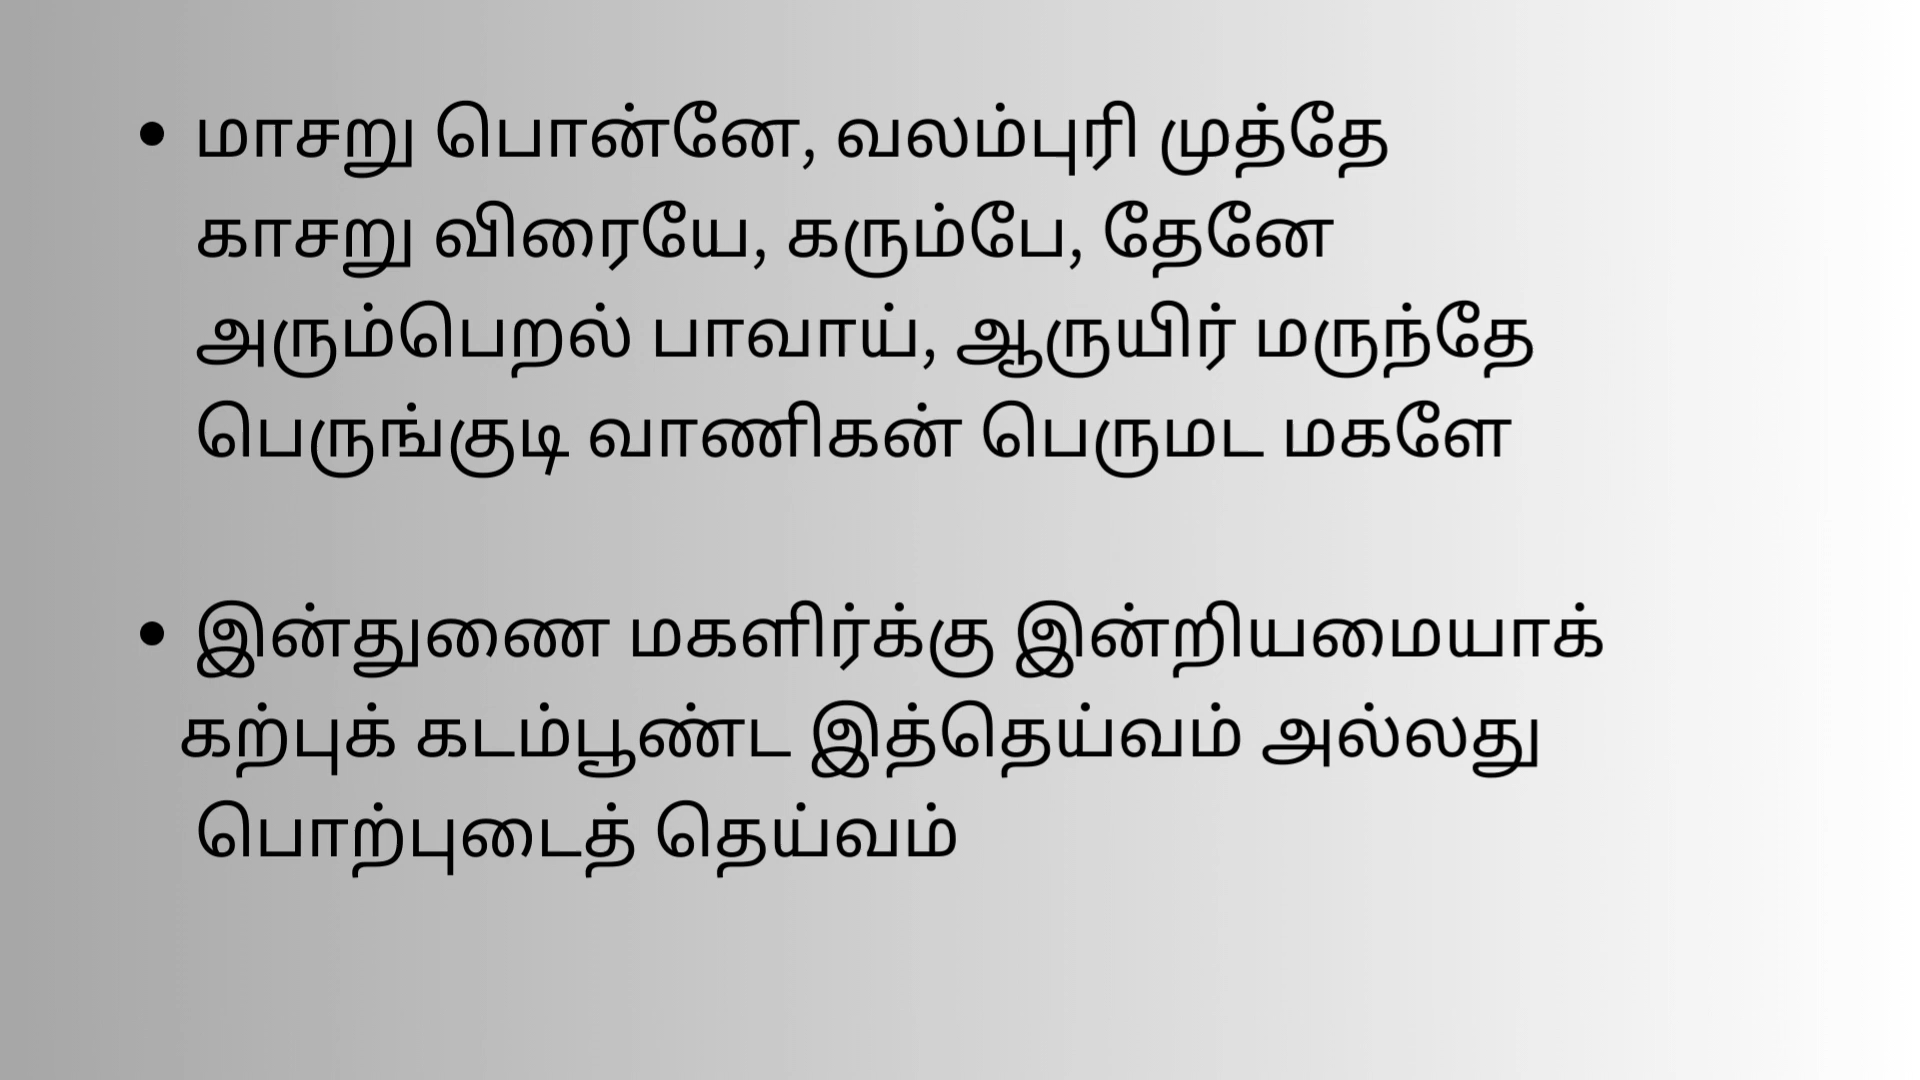 • மாசறு பொன்னே, வலம்புரி முத்தே
காசறு விரையே, கரும்பே, தேனே
அரும்பெறல் பாவாய், ஆருயிர் மருந்தே
பெருங்குடி வாணிகன் பெருமட மகளே
• இன்துணை மகளிர்க்கு இன்றியமையாக்
கற்புக் கடம்பூண்ட இத்தெய்வம் அல்லது
பொற்புடைத் தெய்வம்